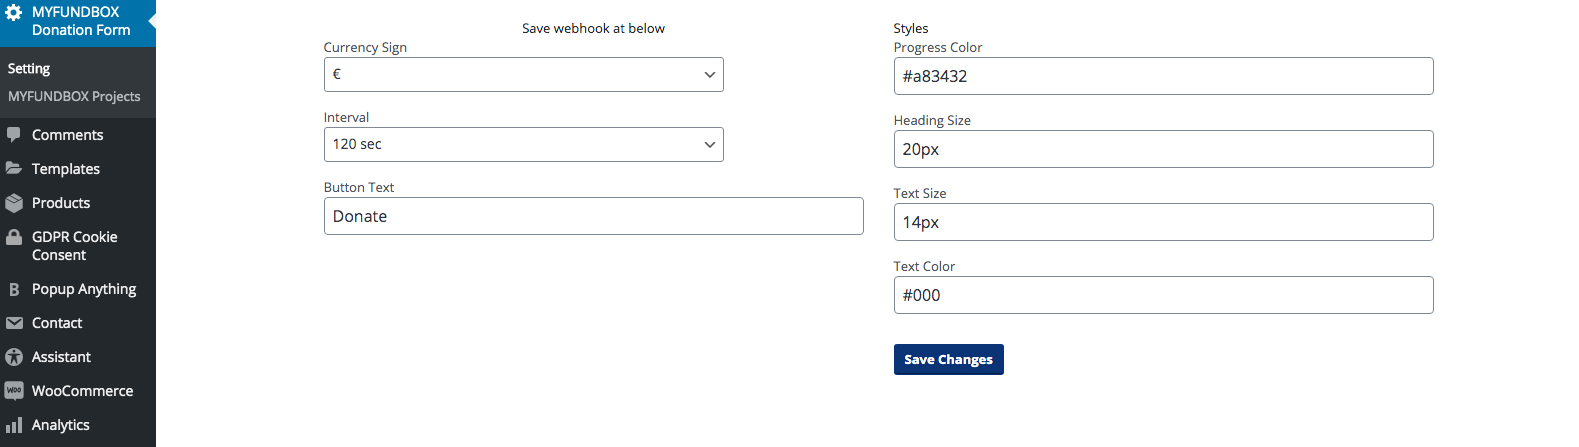 MYFUNDBOX
Donation Form
Setting
MYFUNDBOX Projects
Comments
Templates
Products
GDPR Cookie
Consent
B Popup Anything
Contact
Assistant
Woo WooCommerce
Analytics
Save webhook at below
Currency Sign
€
Interval
120 sec
Button Text
Donate
Styles
Progress Color
#a83432
Heading Size
20px
Text Size
14px
Text Color
#000
Save Changes